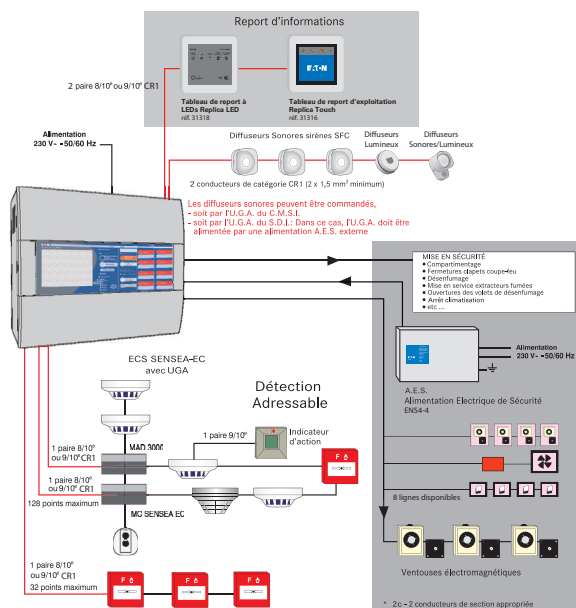 Report d'informations
EATON
2 paire 8/10° ou 9/10° CR1
Tableau de report à
LEDs Replica LED
réf. 31318
Tableau de report d'exploitation
Replica Touch
réf. 31316
Alimentation
230 V~ -50/60 Hz
Diffuseurs Sonores sirènes SFC
Diffuseurs
Lumineux
Diffuseurs
Sonores/Lumineux
2 conducteurs de catégorie CR1 (2 x 1,5 mm² minimum)
Les diffuseurs sonores peuvent être commandés,
- soit par l'U.G.A. du C.M.S.I.
- soit par l'U.G.A. du S.D.I.: Dans ce cas, l'U.G.A. doit être
alimentée par une alimentation A.E.S. externe
MISE EN SÉCURITÉ
• Compartimentage
• Fermetures clapets coupe-feu
• Désenfumage
• Mise en service extracteurs fumées
• Ouvertures des volets de désenfumage
• Arrêt climatisation
• etc ...
Alimentation
230 V~ -50/60 Hz
A.E.S.
Alimentation Electrique de Sécurité
EN54-4
ECS SENSEA-EC
avec UGA
Détection
Adressable
1 paire 9/10°
Indicateur
d'action
MAD 3000
1 paire 8/10°
ou 9/10° CR1
F
1 paire 8/10°
ou 9/10° CR1
128 points maximum
MC SENSEA EC
8 lignes disponibles
1 paire 8/10°
ou 9/10° CR1
32 points maximum
F
F
F
Ventouses électromagnétiques
* 2c - 2 conducteurs de section appropriée